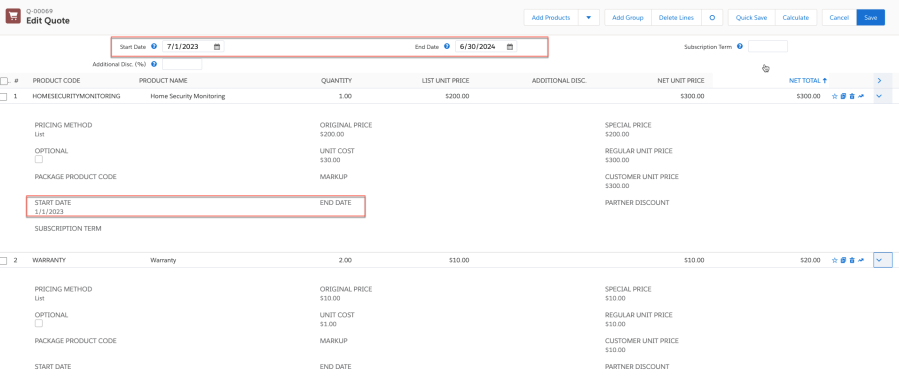 Q-00069
Edit Quote
Add Products
Add Group
Delete Lines
Quick Save
Calculate
Cancel
Save
Start Date 7/1/2023
End Date 6/30/2024
Subscription Term
Additional Disc. (%)
# PRODUCT CODE PRODUCT NAME QUANTITY LIST UNIT PRICE ADDITIONAL DISC. NET UNIT PRICE NET TOTAL
1 HOMESECURITYMONITORING Home Security Monitoring 1.00 $200.00 $300.00 $300.00
PRICING METHOD ORIGINAL PRICE SPECIAL PRICE
List $200.00 $200.00
OPTIONAL UNIT COST REGULAR UNIT PRICE
$30.00 $300.00
PACKAGE PRODUCT CODE MARKUP CUSTOMER UNIT PRICE
$300.00
START DATE END DATE PARTNER DISCOUNT
1/1/2023
SUBSCRIPTION TERM
2 WARRANTY Warranty 2.00 $10.00 $10.00 $20.00
PRICING METHOD ORIGINAL PRICE SPECIAL PRICE
List $10.00 $10.00
OPTIONAL UNIT COST REGULAR UNIT PRICE
$1.00 $10.00
PACKAGE PRODUCT CODE MARKUP CUSTOMER UNIT PRICE
$10.00
START DATE END DATE PARTNER DISCOUNT